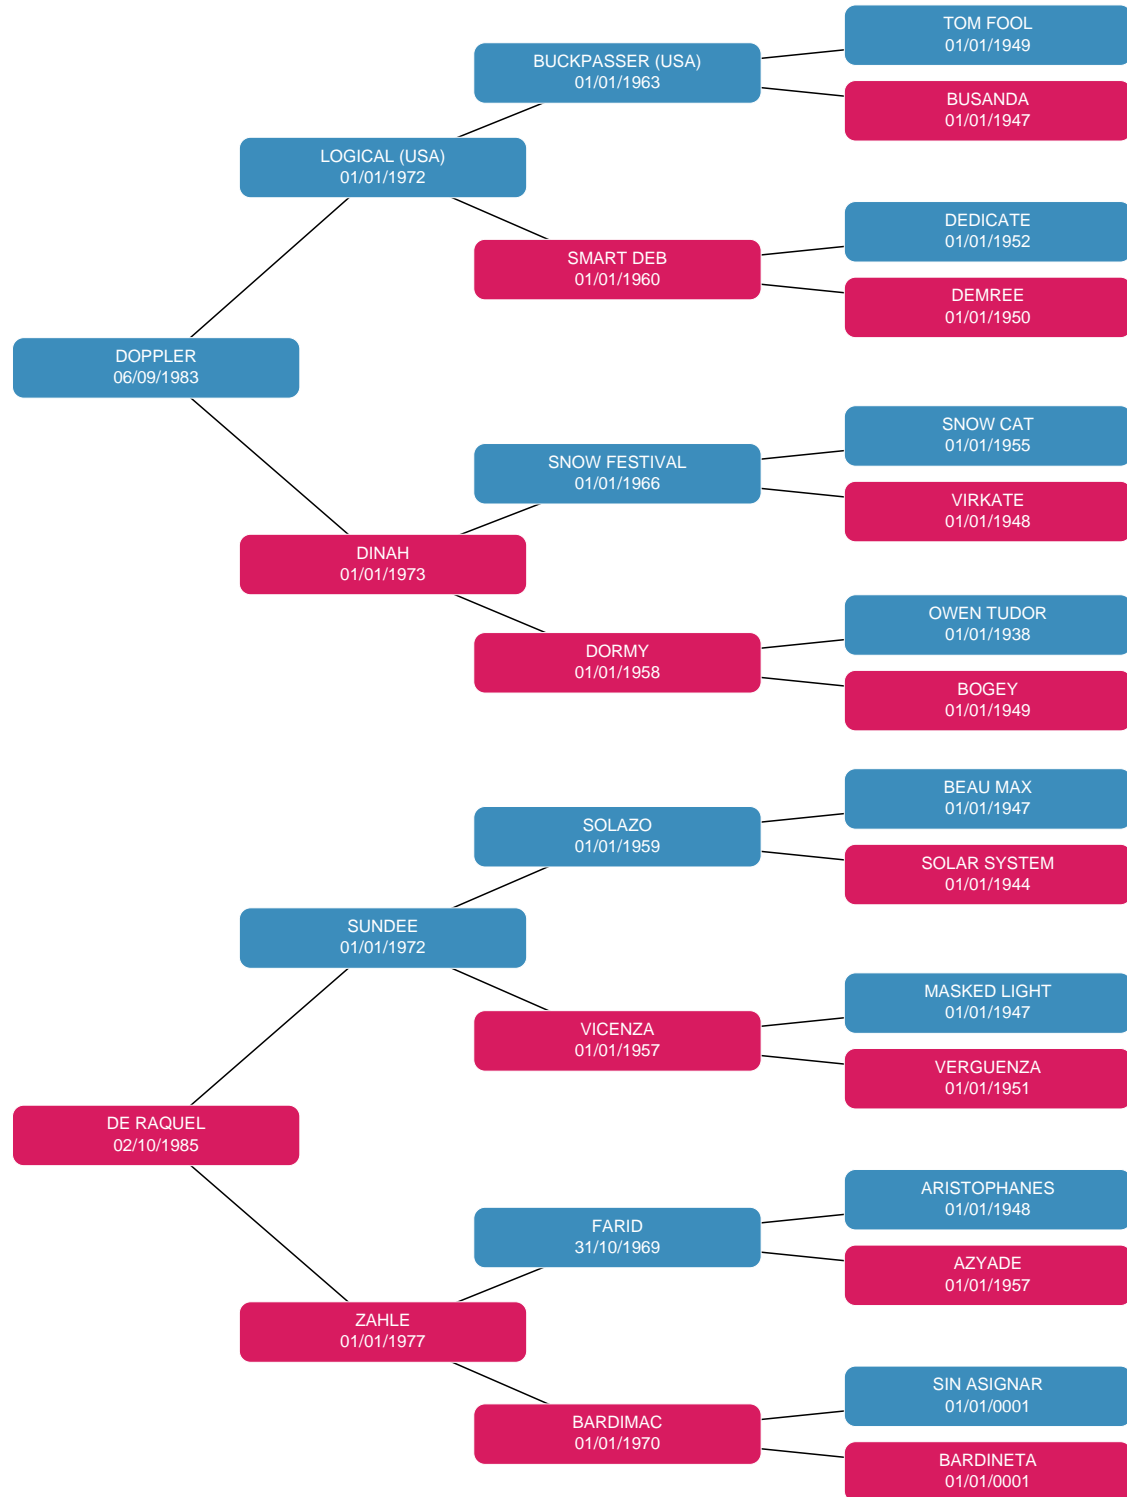 TOM FOOL
01/01/1949
BUCKPASSER (USA)
01/01/1963
BUSANDA
01/01/1947
LOGICAL (USA)
01/01/1972
DEDICATE
01/01/1952
SMART DEB
01/01/1960
DEMREE
01/01/1950
DOPPLER
06/09/1983
SNOW CAT
01/01/1955
SNOW FESTIVAL
01/01/1966
VIRKATE
01/01/1948
DINAH
01/01/1973
OWEN TUDOR
01/01/1938
DORMY
01/01/1958
BOGEY
01/01/1949
BEAU MAX
01/01/1947
SOLAZO
01/01/1959
SOLAR SYSTEM
01/01/1944
SUNDEE
01/01/1972
MASKED LIGHT
01/01/1947
VICENZA
01/01/1957
VERGUENZA
01/01/1951
DE RAQUEL
02/10/1985
ARISTOPHANES
01/01/1948
FARID
31/10/1969
AZYADE
01/01/1957
ZAHLE
01/01/1977
SIN ASIGNAR
01/01/0001
BARDIMAC
01/01/1970
BARDINETA
01/01/0001